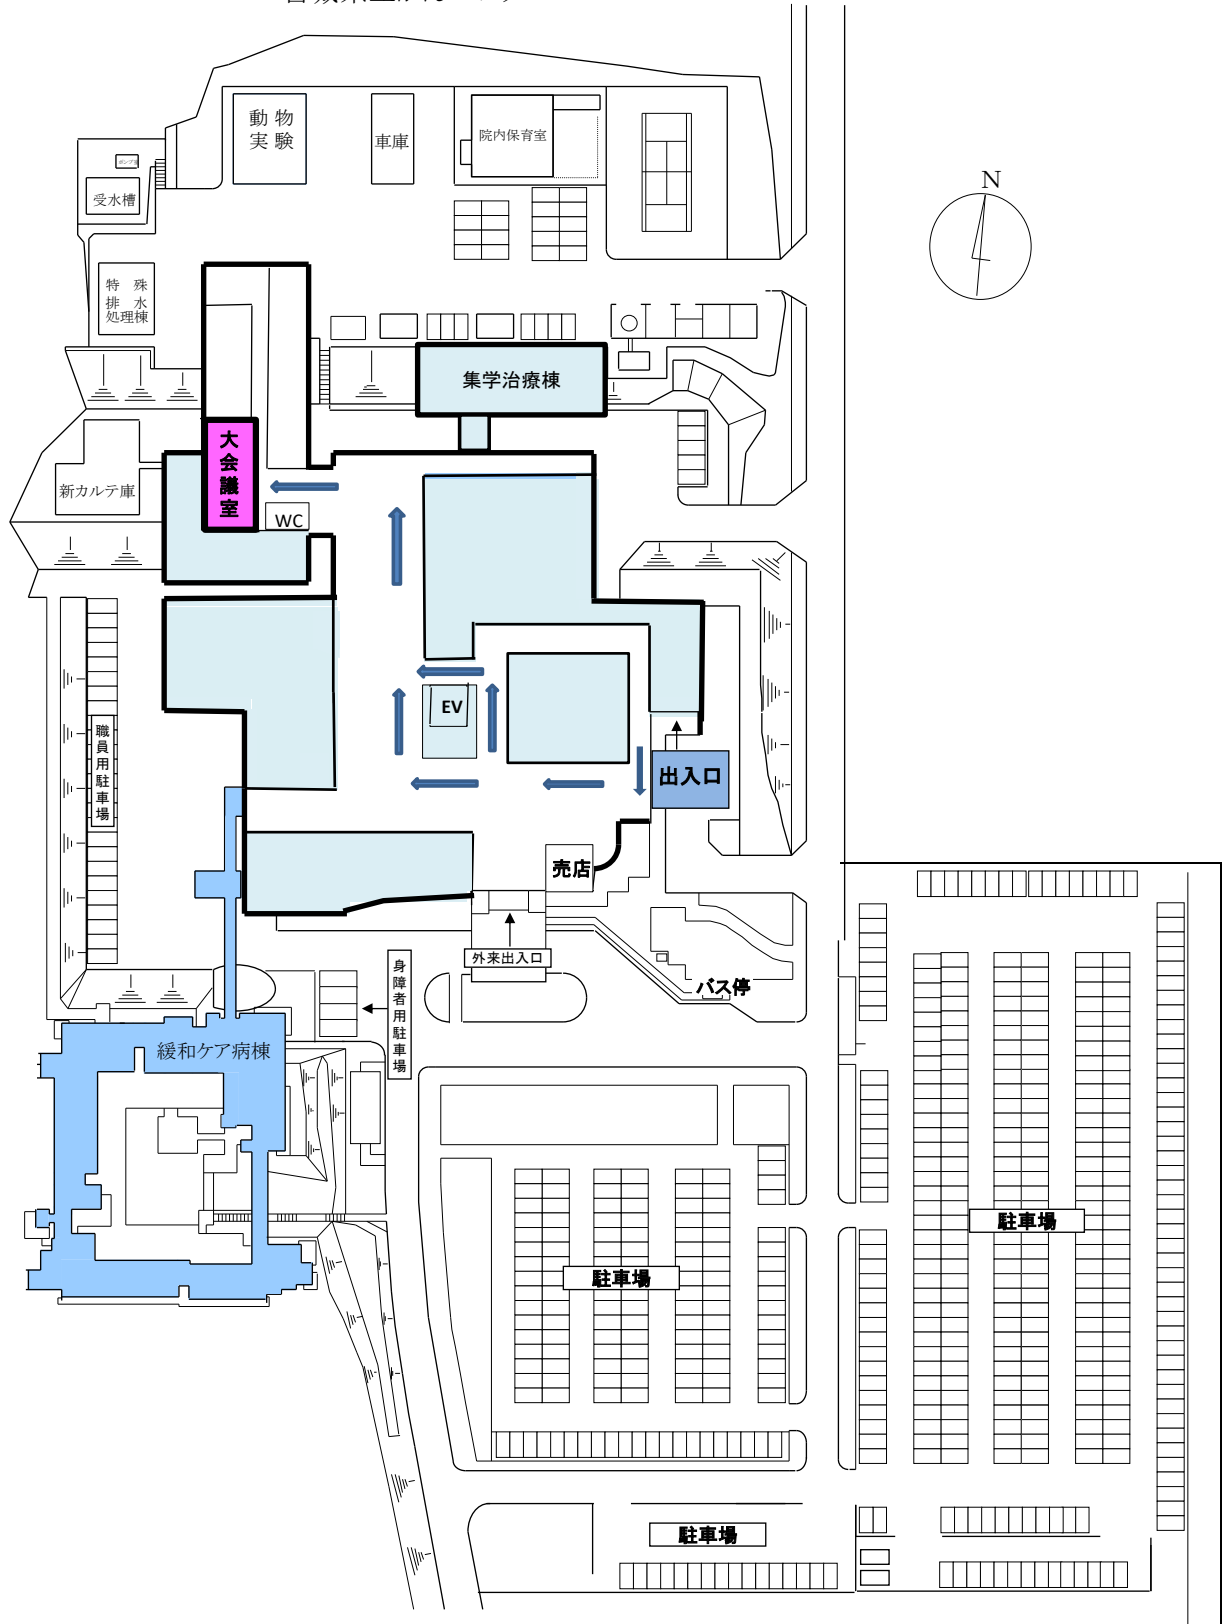 動 物
実 験
車庫
院内保育室
受水槽
N
特 殊
排 水
処理棟
集学治療棟
大
会
議
室
新カルテ庫
WC
EV
職
員
用
駐
車
場
出入口
売店
外来出入口
身
障
者
用
駐
車
場
バス停
緩和ケア病棟
駐車場
駐車場
駐車場